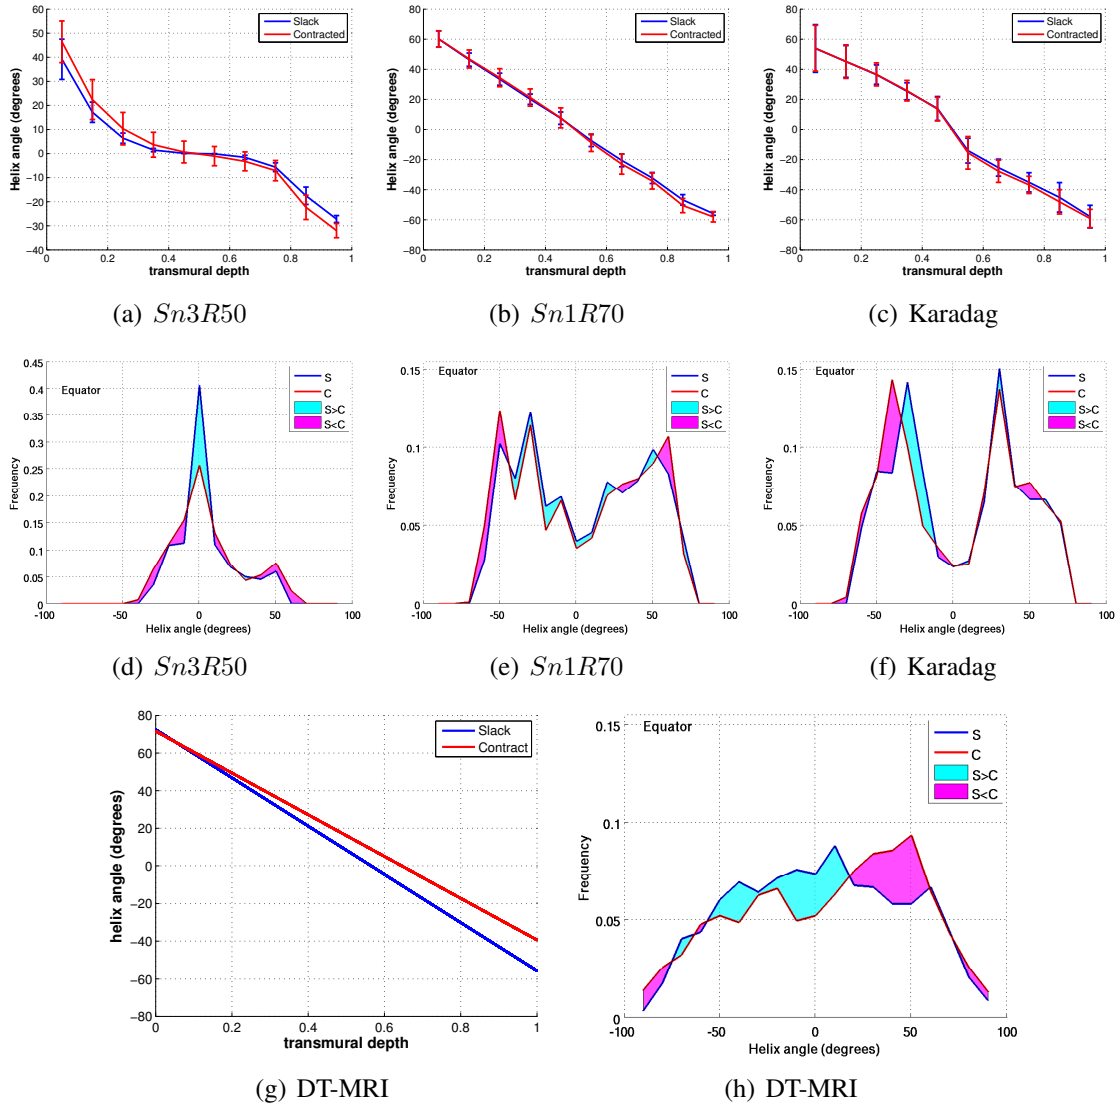 60
50
40
30
20
10
0
−10
−20
−30
−40
0
0.2
0.4
0.6
0.8
1
Helix angle (degrees)
transmural depth
Slack
Contracted
(a) Sn3R50
80
60
40
20
0
−20
−40
−60
−80
0
0.2
0.4
0.6
0.8
1
Helix angle (degrees)
transmural depth
Slack
Contracted
(b) Sn1R70
80
60
40
20
0
−20
−40
−60
−80
0
0.2
0.4
0.6
0.8
1
Helix angle (degrees)
transmural depth
Slack
Contracted
(c) Karadag
0.45
0.4
0.35
0.3
0.25
0.2
0.15
0.1
0.05
0
-100
-50
0
50
100
Frecuency
Helix angle (degrees)
Equator
S
C
S>C
S<C
(d) Sn3R50
0.15
0.1
0.05
0
-100
-50
0
50
100
Frecuency
Helix angle (degrees)
Equator
S
C
S>C
S<C
(e) Sn1R70
0.15
0.1
0.05
0
-100
-50
0
50
100
Frecuency
Helix angle (degrees)
Equator
S
C
S>C
S<C
(f) Karadag
80
60
40
20
0
−20
−40
−60
−80
0
0.2
0.4
0.6
0.8
1
helix angle (degrees)
transmural depth
Slack
Contract
(g) DT-MRI
0.15
0.1
0.05
0
-100
-50
0
50
100
Frecuency
Helix angle (degrees)
Equator
S
C
S>C
S<C
(h) DT-MRI